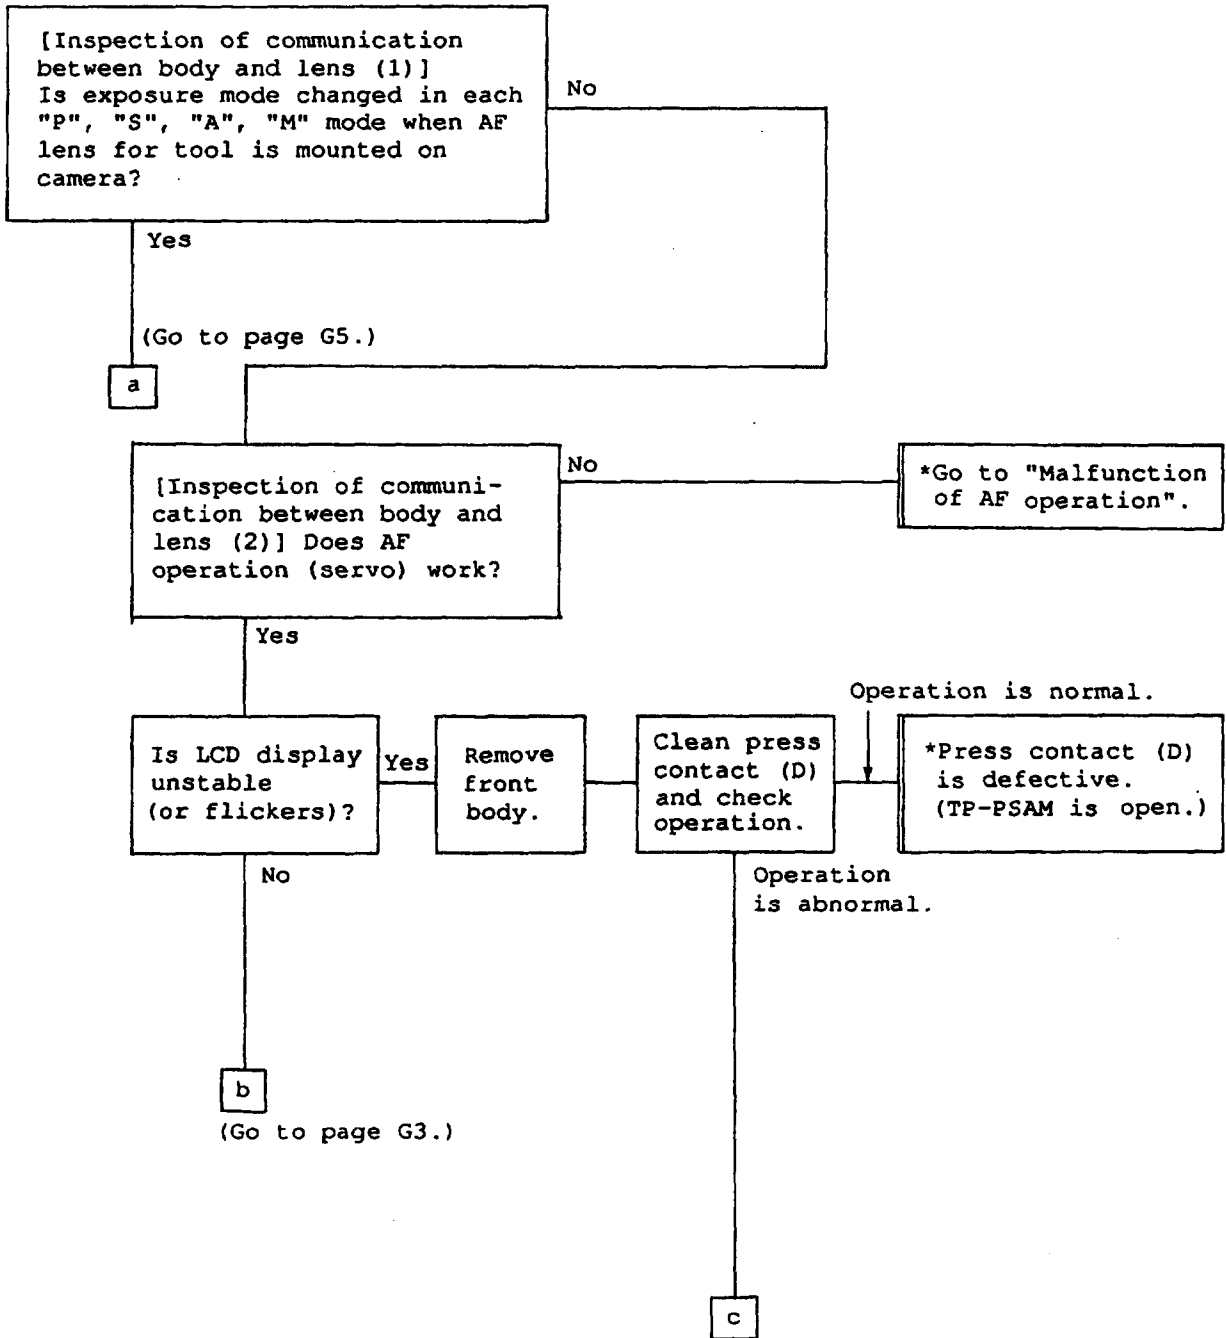 [Inspection of communication
between body and lens (1)]
Is exposure mode changed in each
"P", "S", "A", "M" mode when AF
lens for tool is mounted on
camera?
No
Yes
(Go to page G5.)
a
[Inspection of communi-
cation between body and
lens (2)] Does AF
operation (servo) work?
No
*Go to "Malfunction
of AF operation".
Yes
Is LCD display
unstable
(or flickers)?
Yes
Remove
front
body.
Clean press
contact (D)
and check
operation.
Operation is normal.
*Press contact (D)
is defective.
(TP-PSAM is open.)
No
Operation
is abnormal.
b
(Go to page G3.)
c